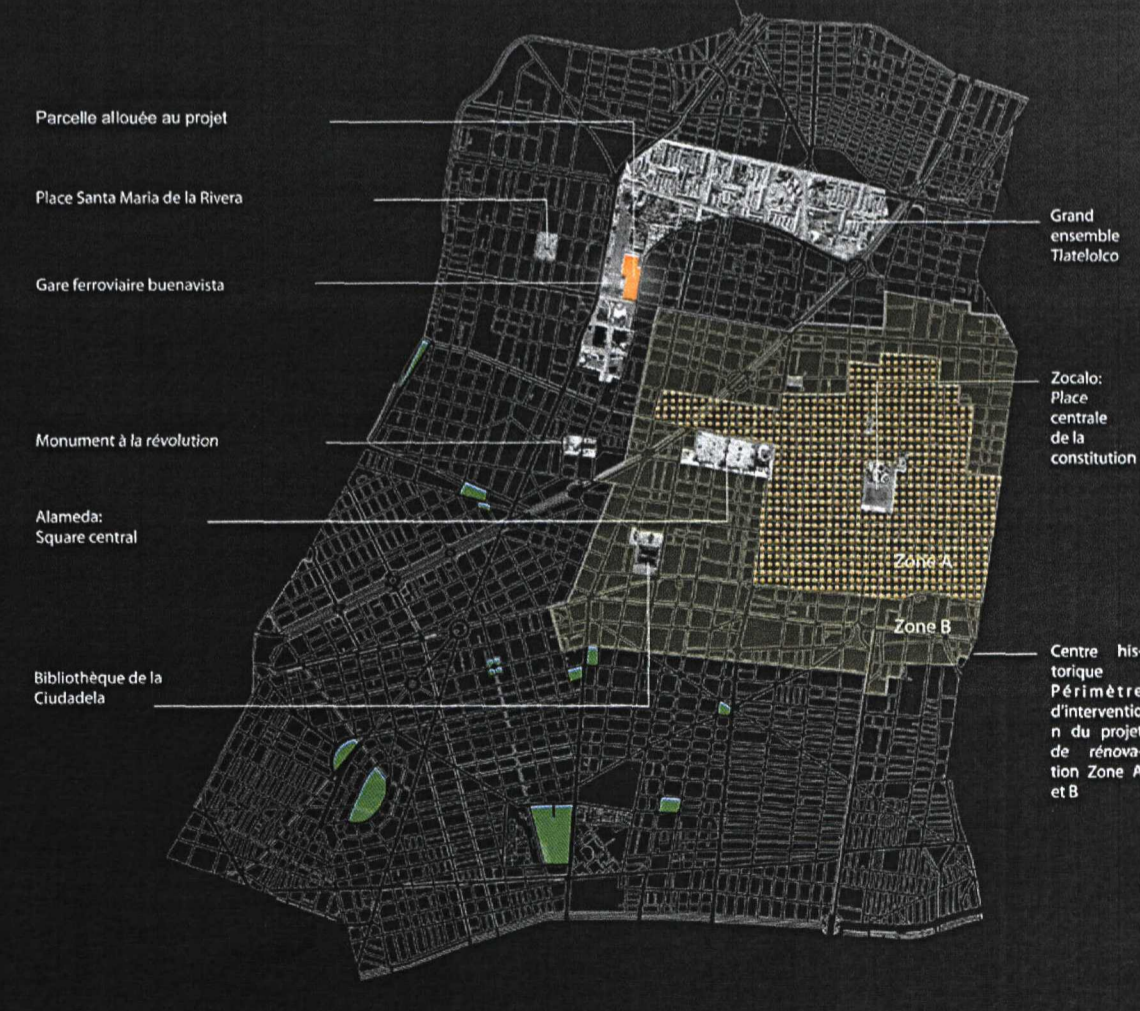 Parcelle allouée au projet
Place Santa Maria de la Rivera
Gare ferroviaire buenavista
Monument à la révolution
Alameda:
Square central
Bibliothèque de la
Ciudadela
Grand
ensemble
Tlatelolco
Zocalo:
Place
centrale
de la
constitution
Zone A
Zone B
Centre his-
torique
Périmètre
d'interventio
n du projet
de rénova-
tion Zone A
et B